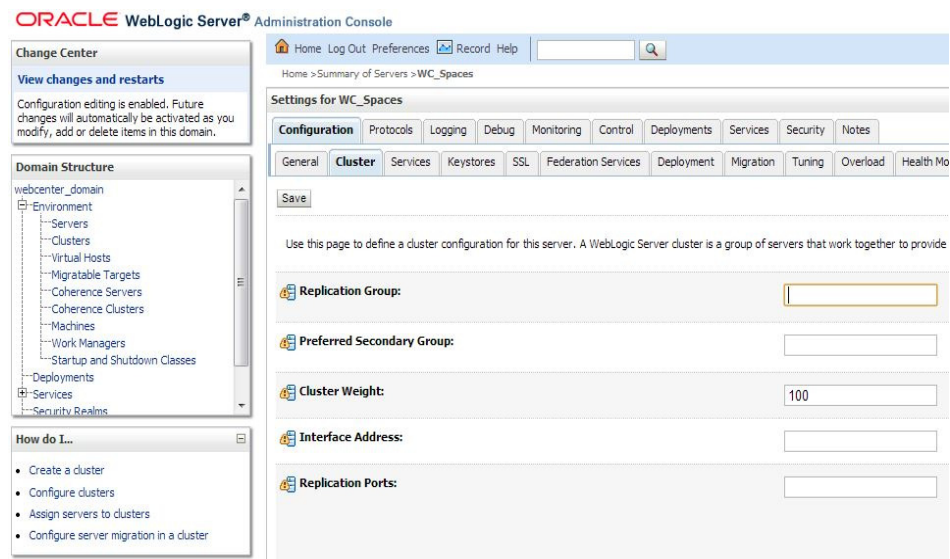 ORACLE WebLogic Server® Administration Console
Change Center
View changes and restarts
Configuration editing is enabled. Future
changes will automatically be activated as you
modify, add or delete items in this domain.
Domain Structure
webcenter_domain
Environment
Servers
Clusters
Virtual Hosts
Migratable Targets
Coherence Servers
Coherence Clusters
Machines
Work Managers
Startup and Shutdown Classes
Deployments
Services
Security Realms
How do I...
Create a cluster
Configure clusters
Assign servers to clusters
Configure server migration in a cluster
Home Log Out Preferences Record Help
Home >Summary of Servers >WC_Spaces
Settings for WC_Spaces
Configuration Protocols Logging Debug Monitoring Control Deployments Services Security Notes
General Cluster Services Keystores SSL Federation Services Deployment Migration Tuning Overload Health Mo
Save
Use this page to define a cluster configuration for this server. A WebLogic Server cluster is a group of servers that work together to provide
Replication Group:
Preferred Secondary Group:
Cluster Weight: 100
Interface Address:
Replication Ports: